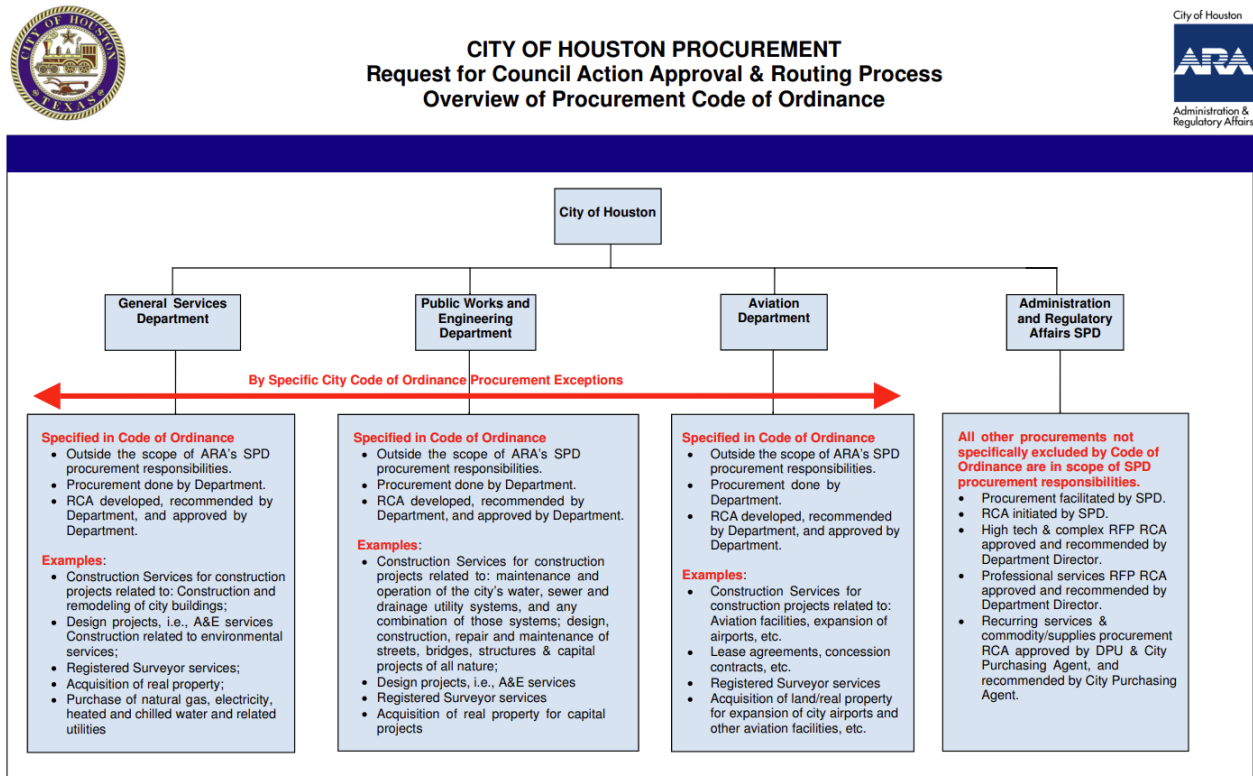 CITY OF HOUSTON
TEXAS
CITY OF HOUSTON PROCUREMENT
Request for Council Action Approval & Routing Process
Overview of Procurement Code of Ordinance
City of Houston
ARA
Administration &
Regulatory Affairs
City of Houston
General Services
Department
Public Works and
Engineering
Department
Aviation
Department
Administration
and Regulatory
Affairs SPD
By Specific City Code of Ordinance Procurement Exceptions
Specified in Code of Ordinance
• Outside the scope of ARA's SPD
procurement responsibilities.
• Procurement done by Department.
• RCA developed, recommended by
Department, and approved by
Department.
Examples:
• Construction Services for construction
projects related to: Construction and
remodeling of city buildings;
• Design projects, i.e., A&E services
Construction related to environmental
services;
• Registered Surveyor services;
• Acquisition of real property;
• Purchase of natural gas, electricity,
heated and chilled water and related
utilities
Specified in Code of Ordinance
• Outside the scope of ARA's SPD
procurement responsibilities.
• Procurement done by Department.
• RCA developed, recommended by
Department, and approved by Department.
Examples:
• Construction Services for construction
projects related to: maintenance and
operation of the city's water, sewer and
drainage utility systems, and any
combination of those systems; design,
construction, repair and maintenance of
streets, bridges, structures & capital
projects of all nature;
• Design projects, i.e., A&E services
• Registered Surveyor services
• Acquisition of real property for capital
projects
Specified in Code of Ordinance
• Outside the scope of ARA's SPD
procurement responsibilities.
• Procurement done by
Department.
• RCA developed, recommended
by Department, and approved by
Department.
Examples:
• Construction Services for
construction projects related to:
Aviation facilities, expansion of
airports, etc.
• Lease agreements, concession
contracts, etc.
• Registered Surveyor services
• Acquisition of land/real property
for expansion of city airports and
other aviation facilities, etc.
All other procurements not
specifically excluded by Code of
Ordinance are in scope of SPD
procurement responsibilities.
• Procurement facilitated by SPD.
• RCA initiated by SPD.
• High tech & complex RFP RCA
approved and recommended by
Department Director.
• Professional services RFP RCA
approved and recommended by
Department Director.
• Recurring services &
commodity/supplies procurement
RCA approved by DPU & City
Purchasing Agent, and
recommended by City Purchasing
Agent.